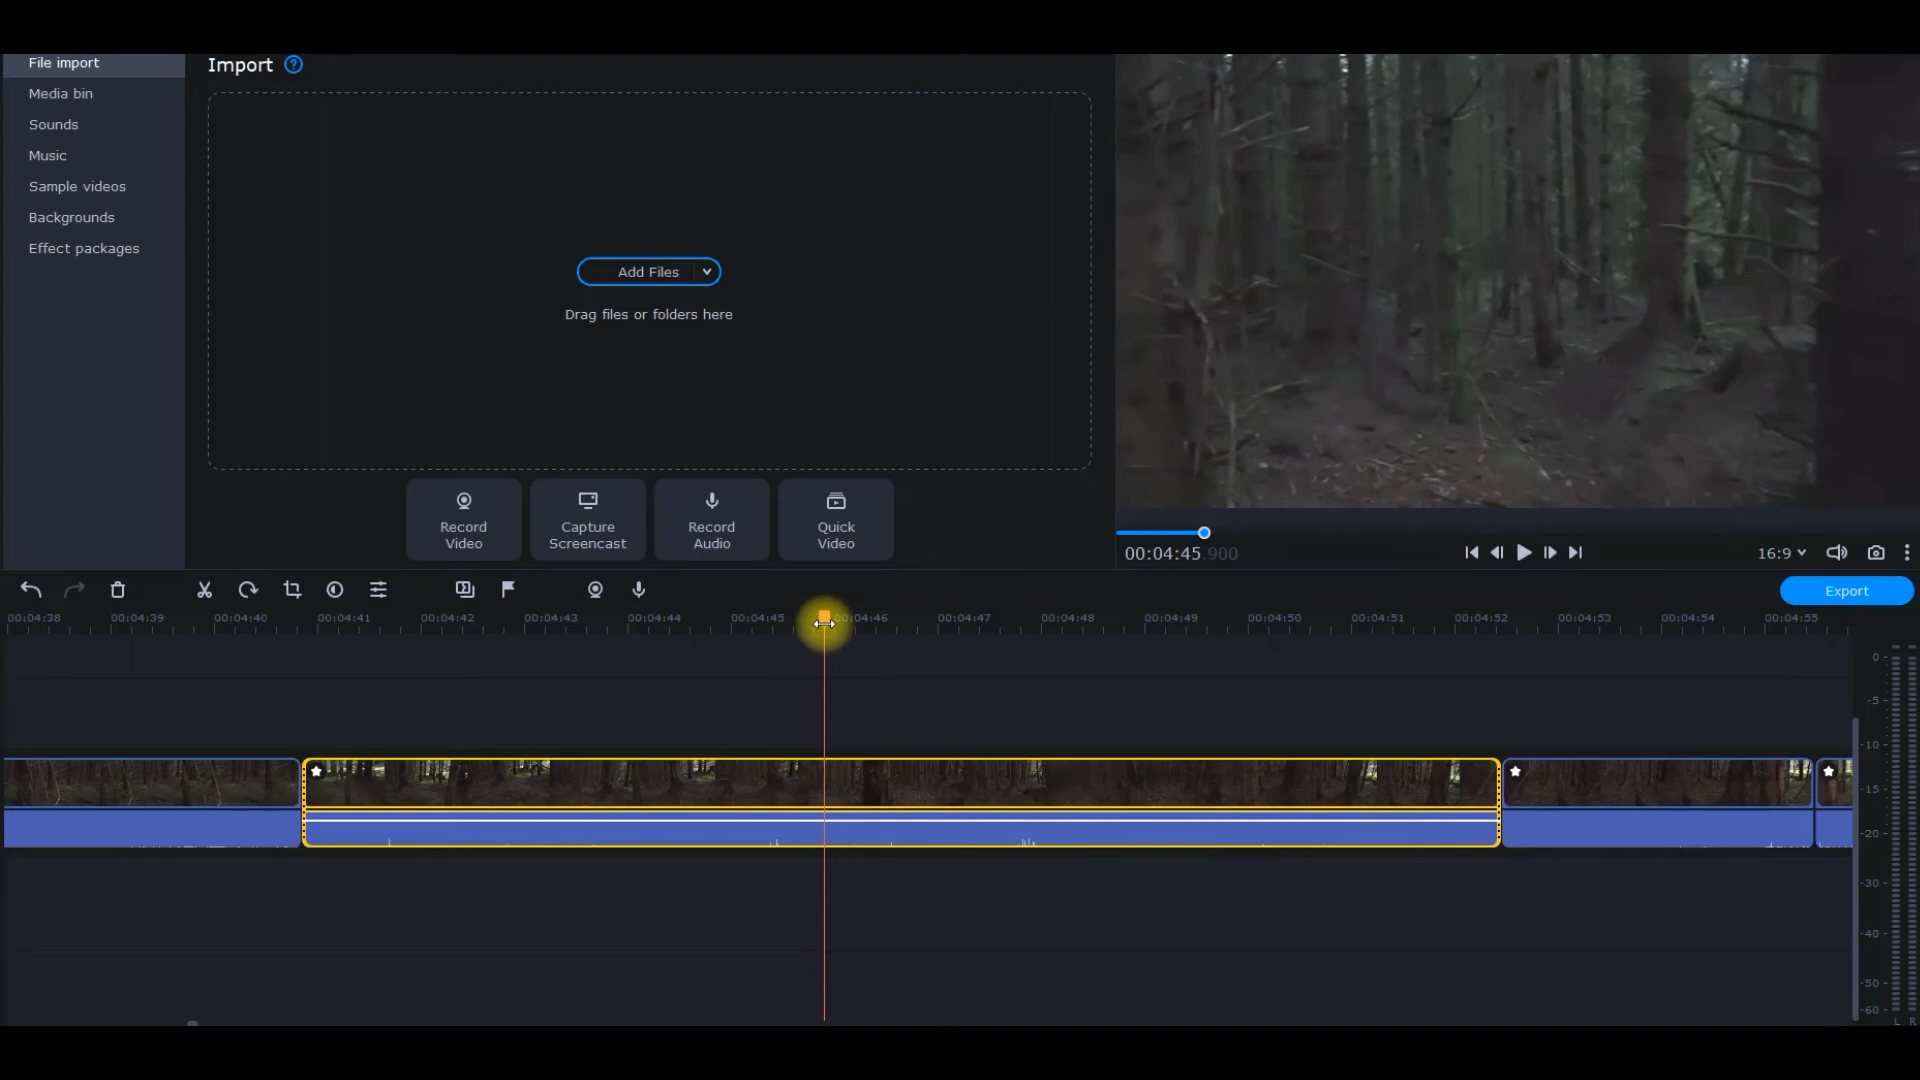 File import
Media bin
Sounds
Music
Sample videos
Backgrounds
Effect packages
Import ?
Add Files
Drag files or folders here
Record
Video
Capture
Screencast
Record
Audio
Quick
Video
00:04:45.900
16:9
Export
00:04:38 00:04:39 00:04:40 00:04:41 00:04:42 00:04:43 00:04:44 00:04:45 00:04:46 00:04:47 00:04:48 00:04:49 00:04:50 00:04:51 00:04:52 00:04:53 00:04:54 00:04:55
0
-5
-10
-15
-20
-30
-40
-50
-60
L R